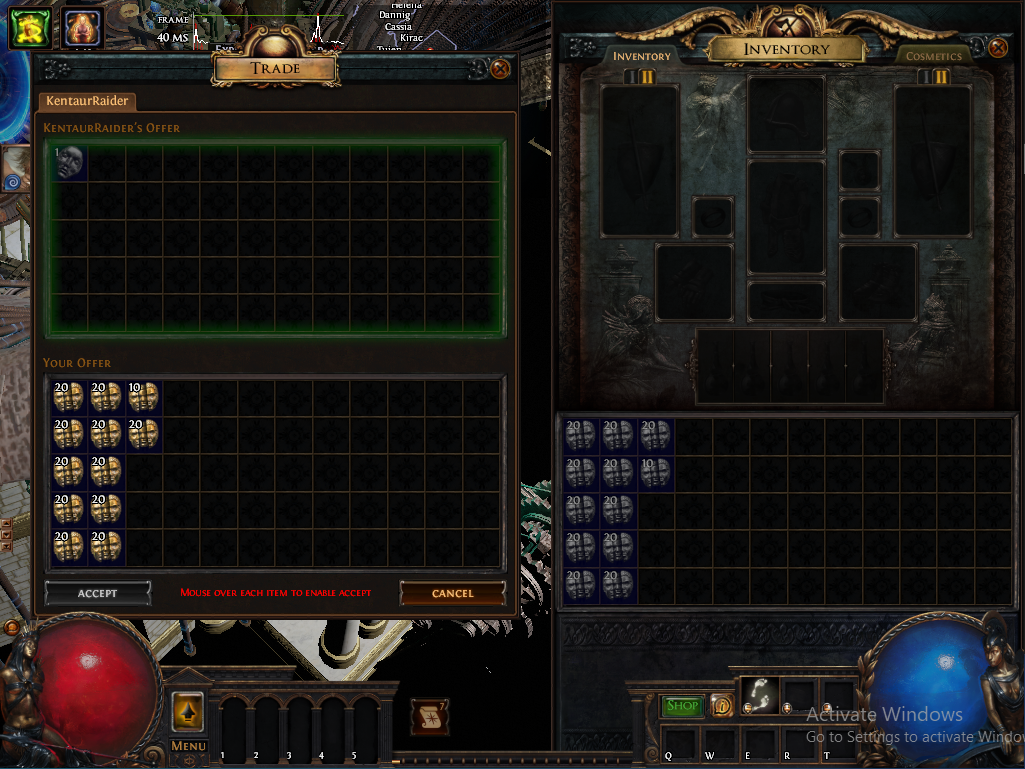 FRAME
40 MS
Helena
Dannig
Cassia
Kirac
Trade
Inventory
Inventory
Cosmetics
I II
I II
KentaurRaider
KentaurRaider's Offer
1
Your Offer
20 20 10
20 20 20
20 20
20 20
20 20
20 20 20
20 20 10
20 20
20 20
20 20
ACCEPT
Mouse over each item to enable accept
CANCEL
7
Menu
1 2 3 4 5
Shop
Q W E R T
Activate Windows
Go to Settings to activate Windo